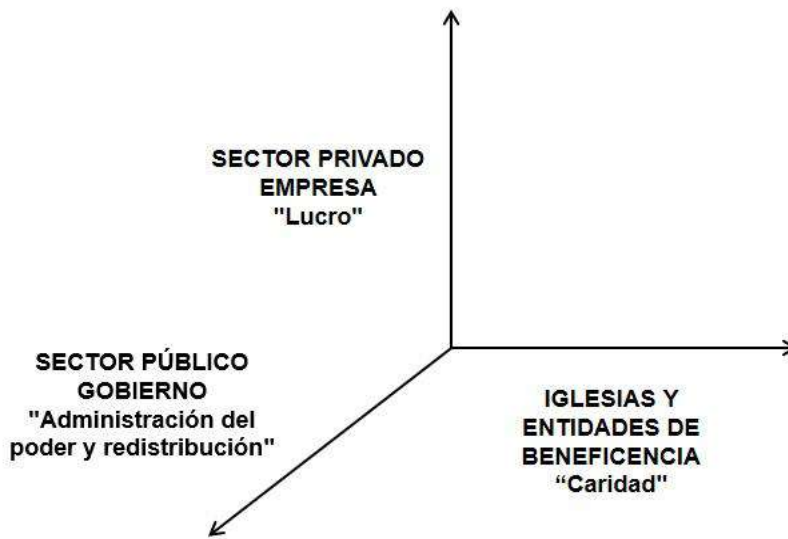 SECTOR PRIVADO
EMPRESA
"Lucro"
SECTOR PÚBLICO
GOBIERNO
"Administración del
poder y redistribución"
IGLESIAS Y
ENTIDADES DE
BENEFICENCIA
“Caridad"